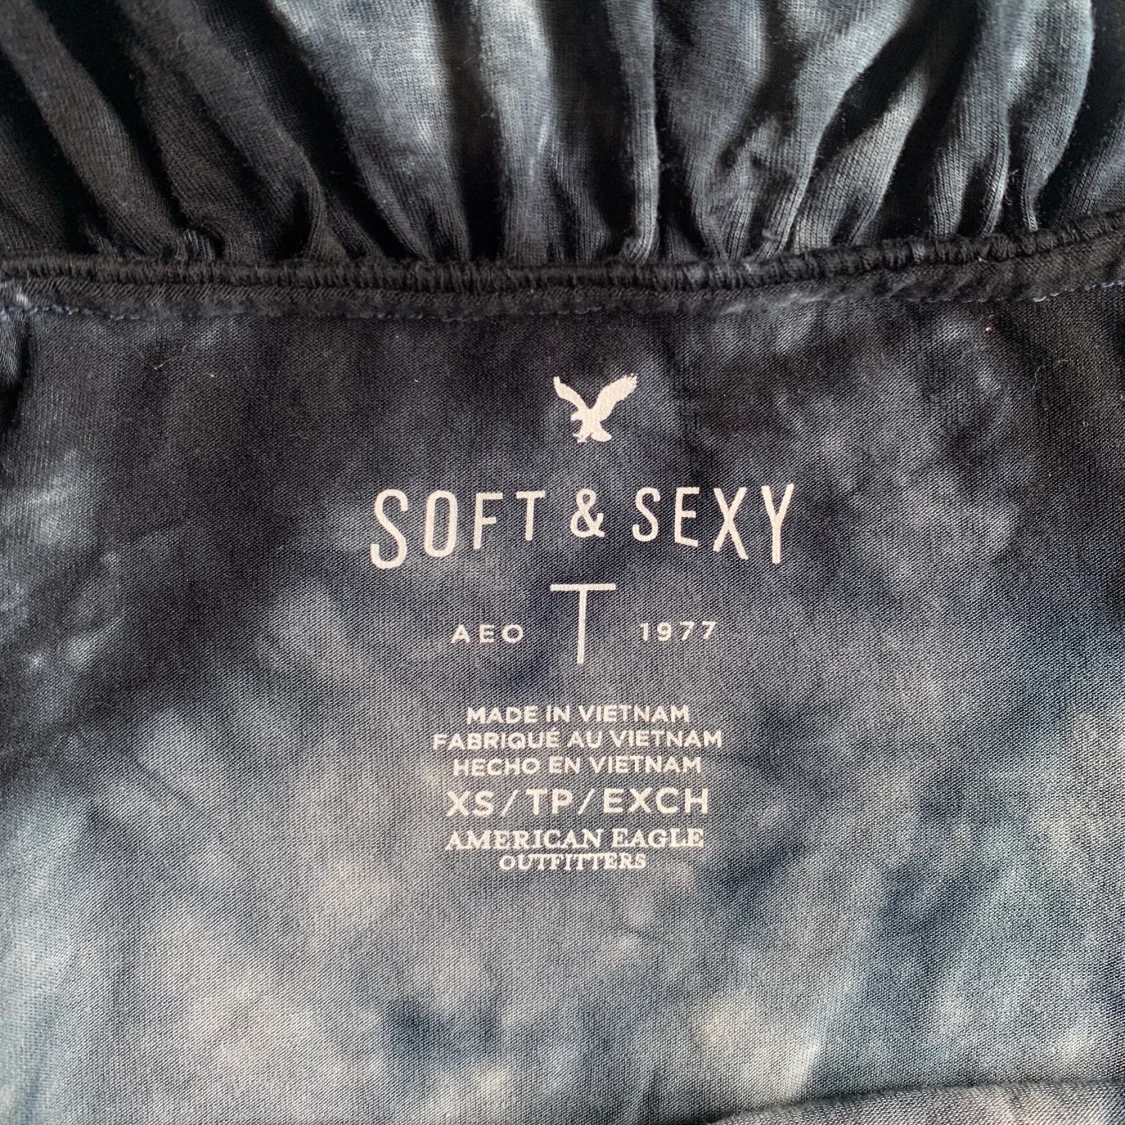 SOFT & SEXY
T
AEO 1977
MADE IN VIETNAM
FABRIQUÉ AU VIETNAM
HECHO EN VIETNAM
XS/TP/EXCH
AMERICAN EAGLE
OUTFITTERS